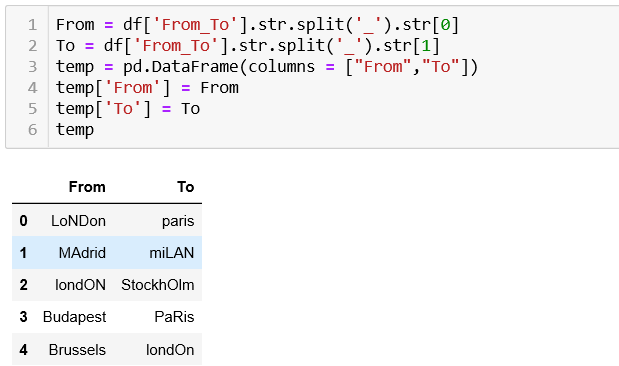 1 From = df['From_To'].str.split('_').str[0]
2 To = df['From_To'].str.split('_').str[1]
3 temp = pd.DataFrame(columns = ["From","To"])
4 temp['From'] = From
5 temp['To'] = To
6 temp
From To
0 LoNDon paris
1 MAdrid miLAN
2 londON StockhOlm
3 Budapest PaRis
4 Brussels londOn